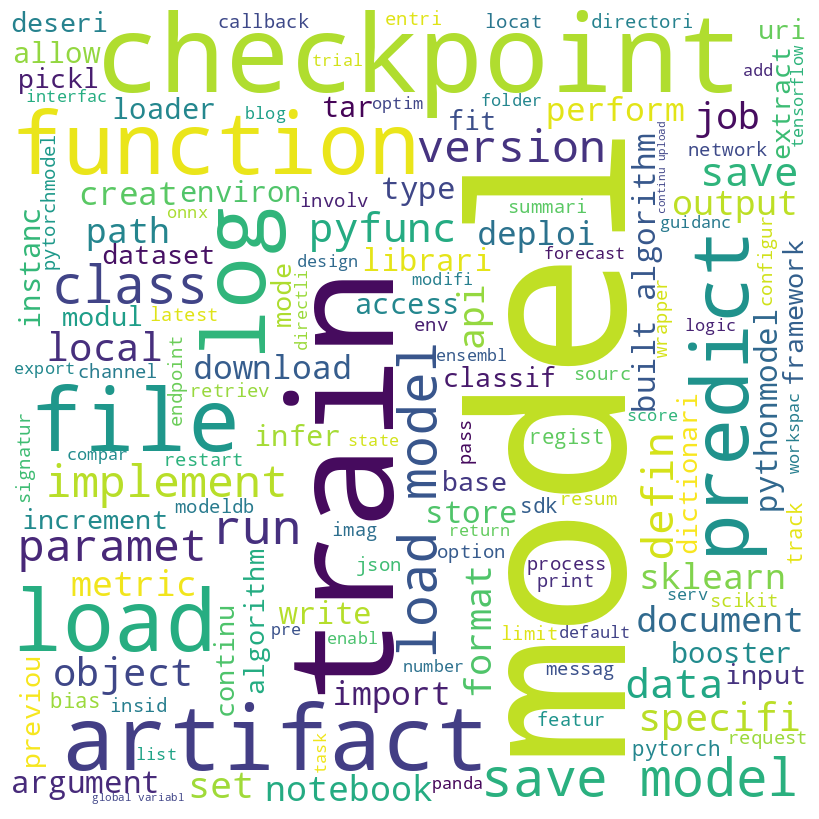 deseri
callback
entri
locat
directori
uri
checkpoint
allow
trial
add
pickl
interfac
loader
blog
tar
optim
folder
perform
job
extract
tensorflow
function
fit
version
network
continu upload
save
pytorchmodel
creat
environ
involv
type
summari
algorithm
built algorithm
output
onnx
log
path
pyfunc
deploi
guidanc
instanc
dataset
design
librari
forecast
configur
class
mode
modifi
model
predict
modul
latest
directli
access
api
env
logic
wrapper
framework
local
train
ensembl
export
channel
download
load model
classif
sourc
pythonmodel
endpoint
retriev
file
pass
score
workspac
infer
state
regist
defin
dictionari
signatur
compar
restart
implement
base
modeldb
store
sdk
resum
track
increment
run
imag
return
paramet
option
json
process
print
sklearn
metric
format
serv
scikit
load
continu
write
pre
enabl
limit
default
document
object
number
messag
booster
previou
import
data
input
bias
insid
featur
specifi
artifact
task
pytorch
request
list
argument
set
notebook
panda
save model
global variabl